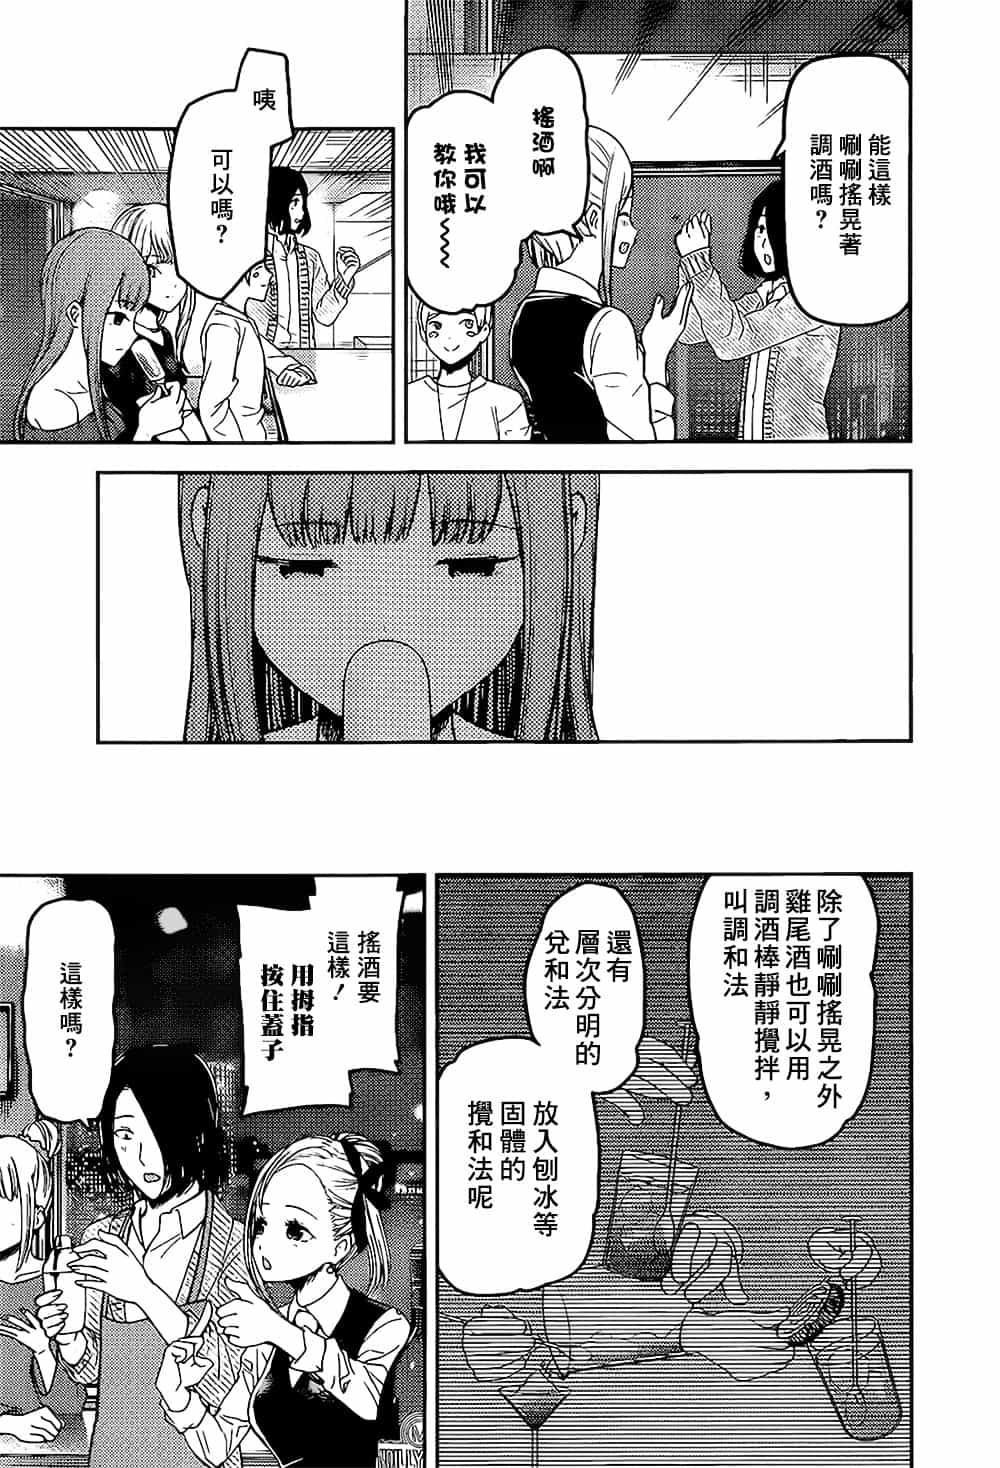 能這樣
唰唰搖晃著
調酒嗎？
搖酒啊
我可以
教你哦～～
咦
可以嗎？
除了唰唰搖晃之外
雞尾酒也可以用
調酒棒靜靜攪拌，
叫調和法
還有
層次分明的
兌和法
放入刨冰等
固體的
攪和法呢
搖酒要
這樣！
用拇指
按住蓋子
這樣嗎？